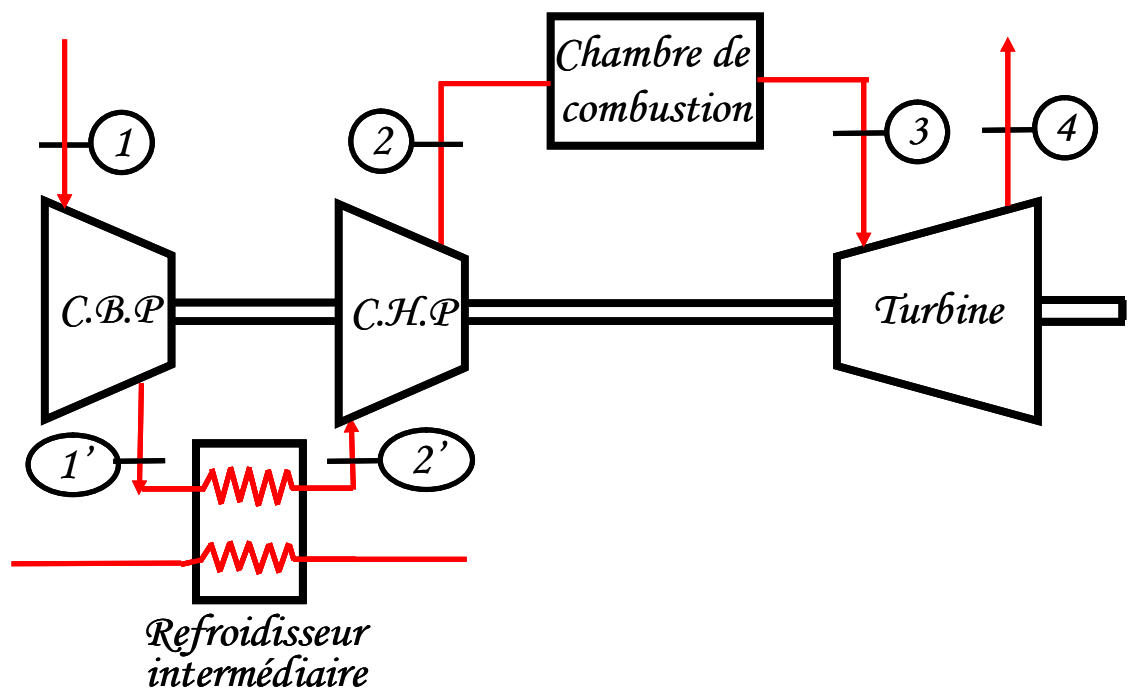 Chambre de
combustion
1
2
3
4
C.B.P
C.H.P
Turbine
1’
2’
Refroidisseur
intermédiaire